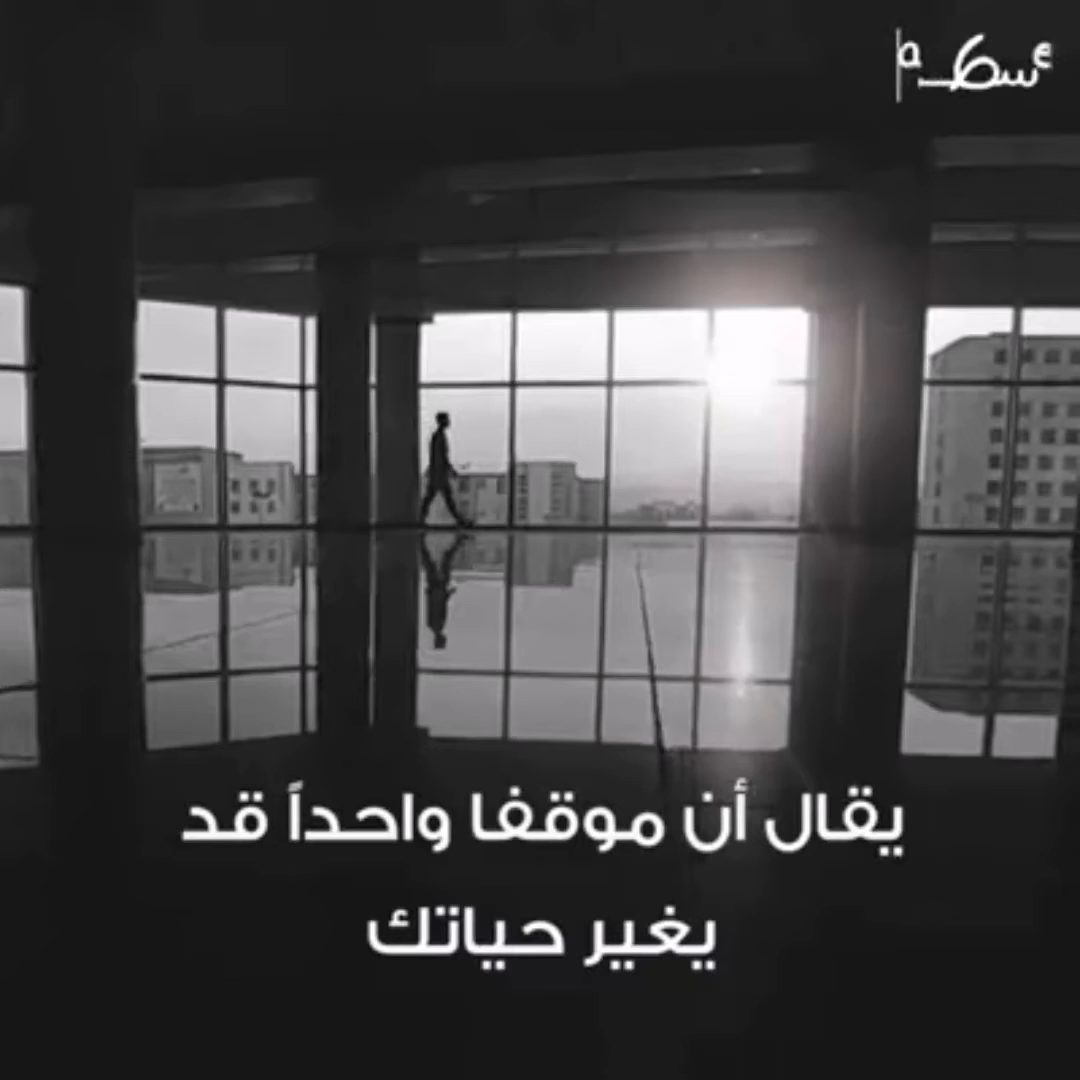 يقال أن موقفا واحداً قد
يغير حياتك